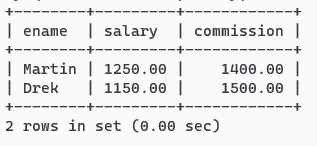 +--------+---------+------------+
| ename  | salary  | commission |
+--------+---------+------------+
| Martin | 1250.00 |    1400.00 |
| Drek   | 1150.00 |    1500.00 |
+--------+---------+------------+
2 rows in set (0.00 sec)